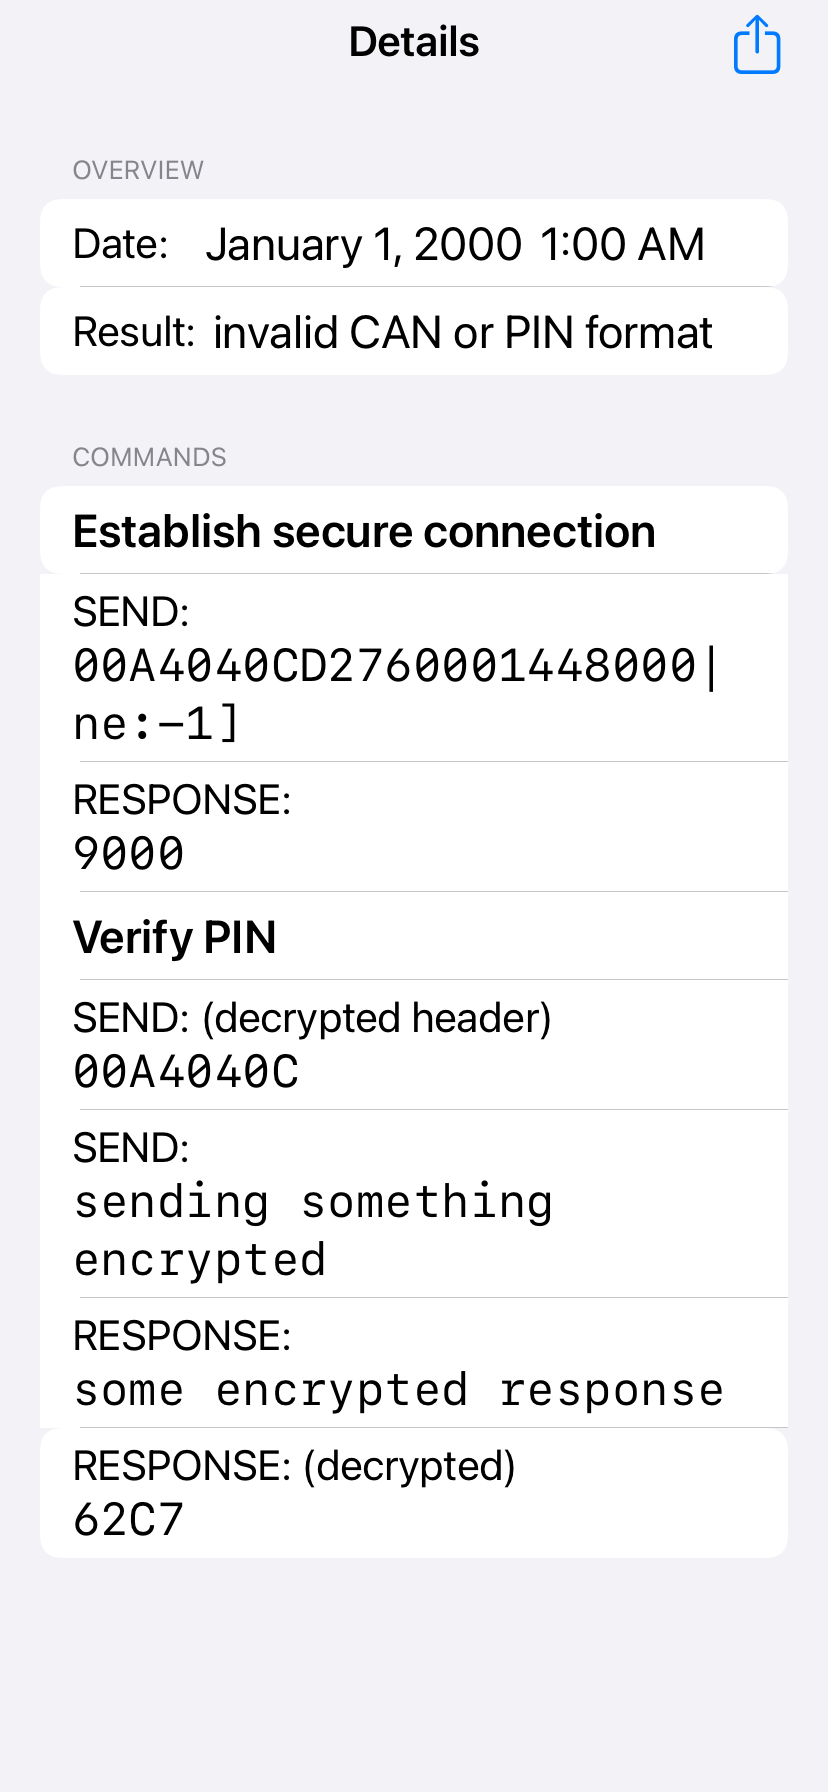 Details
OVERVIEW
Date: January 1, 2000 1:00 AM
Result: invalid CAN or PIN format
COMMANDS
Establish secure connection
SEND:
00A4040CD2760001448000|
ne:-1]
RESPONSE:
9000
Verify PIN
SEND: (decrypted header)
00A4040C
SEND:
sending something
encrypted
RESPONSE:
some encrypted response
RESPONSE: (decrypted)
62C7